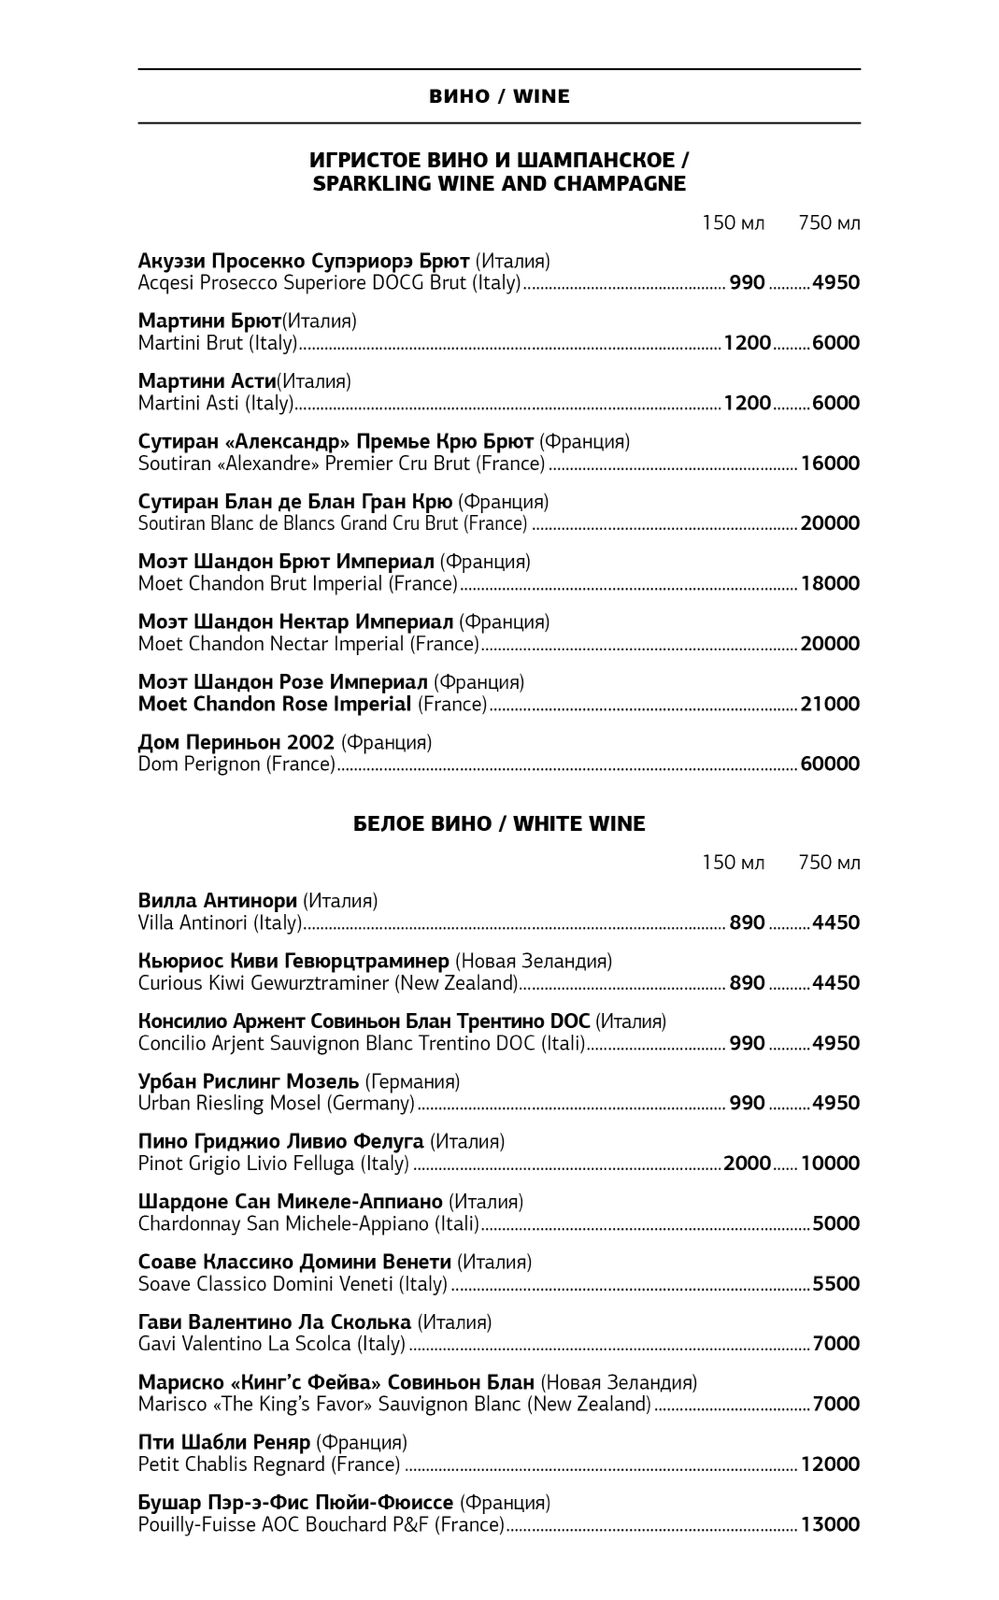 ВИНО / WINE
ИГРИСТОЕ ВИНО И ШАМПАНСКОЕ /
SPARKLING WINE AND CHAMPAGNE
150 мл 750 мл
Акуэзи Просекко Супэриорэ Брют (Италия)
Acqesi Prosecco Superiore DOCG Brut (Italy)...............990..........4950
Мартини Брют(Италия)
Martini Brut (Italy)...............1200.........6000
Мартини Асти(Италия)
Martini Asti (Italy)...............1200.........6000
Сутиран «Александр» Премье Крю Брют (Франция)
Soutiran «Alexandre» Premier Cru Brut (France)...............16000
Сутиран Блан де Блан Гран Крю (Франция)
Soutiran Blanc de Blancs Grand Cru Brut (France)...............20000
Моэт Шандон Брют Империал (Франция)
Moet Chandon Brut Imperial (France)...............18000
Моэт Шандон Нектар Империал (Франция)
Moet Chandon Nectar Imperial (France)...............20000
Моэт Шандон Розе Империал (Франция)
Moet Chandon Rose Imperial (France)...............21000
Дом Периньон 2002 (Франция)
Dom Perignon (France)...............60000
БЕЛОЕ ВИНО / WHITE WINE
150 мл 750 мл
Вилла Антинори (Италия)
Villa Antinori (Italy)...............890..........4450
Кьюриос Киви Гевюрцтраминер (Новая Зеландия)
Curious Kiwi Gewurztraminer (New Zealand)...............890..........4450
Консилио Аржент Совиньон Блан Трентино DOC (Италия)
Concilio Arjent Sauvignon Blanc Trentino DOC (Itali)...............990..........4950
Урбан Рислинг Мозель (Германия)
Urban Riesling Mosel (Germany)...............990..........4950
Пино Гриджио Ливио Фелуга (Италия)
Pinot Grigio Livio Felluga (Italy)...............2000......10000
Шардоне Сан Микеле-Аппиано (Италия)
Chardonnay San Michele-Appiano (Itali)...............5000
Соаве Классико Домини Венети (Италия)
Soave Classico Domini Veneti (Italy)...............5500
Гави Валентино Ла Сколька (Италия)
Gavi Valentino La Scolca (Italy)...............7000
Мариско «Кинг’с Фейва» Совиньон Блан (Новая Зеландия)
Marisco «The King’s Favor» Sauvignon Blanc (New Zealand)...............7000
Пти Шабли Реняр (Франция)
Petit Chablis Regnard (France)...............12000
Бушар Пэр-э-Фис Пюйи-Фюиссе (Франция)
Pouilly-Fuisse AOC Bouchard P&F (France)...............13000